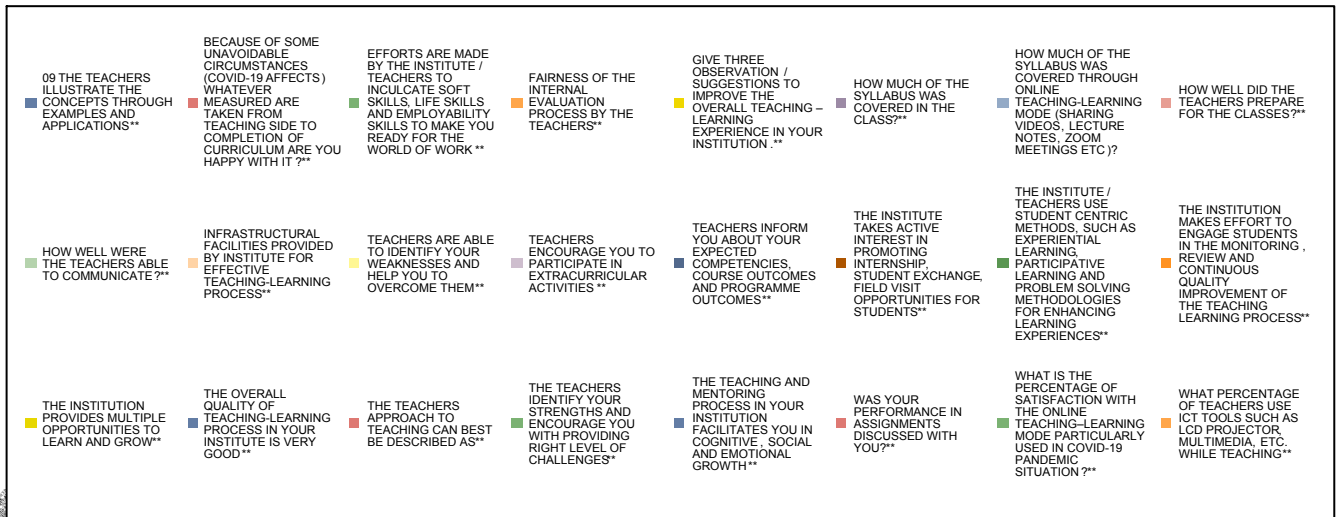 09 THE TEACHERS
ILLUSTRATE THE
CONCEPTS THROUGH
EXAMPLES AND
APPLICATIONS**
BECAUSE OF SOME
UNAVOIDABLE
CIRCUMSTANCES
(COVID-19 AFFECTS)
WHATEVER
MEASURED ARE
TAKEN FROM
TEACHING SIDE TO
COMPLETION OF
CURRICULUM ARE YOU
HAPPY WITH IT ?**
EFFORTS ARE MADE
BY THE INSTITUTE /
TEACHERS TO
INCULCATE SOFT
SKILLS, LIFE SKILLS
AND EMPLOYABILITY
SKILLS TO MAKE YOU
READY FOR THE
WORLD OF WORK **
FAIRNESS OF THE
INTERNAL
EVALUATION
PROCESS BY THE
TEACHERS**
GIVE THREE
OBSERVATION /
SUGGESTIONS TO
IMPROVE THE
OVERALL TEACHING –
LEARNING
EXPERIENCE IN YOUR
INSTITUTION .**
HOW MUCH OF THE
SYLLABUS WAS
COVERED IN THE
CLASS?**
HOW MUCH OF THE
SYLLABUS WAS
COVERED THROUGH
ONLINE
TEACHING-LEARNING
MODE (SHARING
VIDEOS, LECTURE
NOTES, ZOOM
MEETINGS ETC )?
HOW WELL DID THE
TEACHERS PREPARE
FOR THE CLASSES?**
HOW WELL WERE
THE TEACHERS ABLE
TO COMMUNICATE ?**
INFRASTRUCTURAL
FACILITIES PROVIDED
BY INSTITUTE FOR
EFFECTIVE
TEACHING-LEARNING
PROCESS**
TEACHERS ARE ABLE
TO IDENTIFY YOUR
WEAKNESSES AND
HELP YOU TO
OVERCOME THEM**
TEACHERS
ENCOURAGE YOU TO
PARTICIPATE IN
EXTRACURRICULAR
ACTIVITIES **
TEACHERS INFORM
YOU ABOUT YOUR
EXPECTED
COMPETENCIES,
COURSE OUTCOMES
AND PROGRAMME
OUTCOMES**
THE INSTITUTE
TAKES ACTIVE
INTEREST IN
PROMOTING
INTERNSHIP,
STUDENT EXCHANGE,
FIELD VISIT
OPPORTUNITIES FOR
STUDENTS**
THE INSTITUTE /
TEACHERS USE
STUDENT CENTRIC
METHODS, SUCH AS
EXPERIENTIAL
LEARNING,
PARTICIPATIVE
LEARNING AND
PROBLEM SOLVING
METHODOLOGIES
FOR ENHANCING
LEARNING
EXPERIENCES**
THE INSTITUTION
MAKES EFFORT TO
ENGAGE STUDENTS
IN THE MONITORING ,
REVIEW AND
CONTINUOUS
QUALITY
IMPROVEMENT OF
THE TEACHING
LEARNING PROCESS**
THE INSTITUTION
PROVIDES MULTIPLE
OPPORTUNITIES TO
LEARN AND GROW**
THE OVERALL
QUALITY OF
TEACHING-LEARNING
PROCESS IN YOUR
INSTITUTE IS VERY
GOOD **
THE TEACHERS
APPROACH TO
TEACHING CAN BEST
BE DESCRIBED AS**
THE TEACHERS
IDENTIFY YOUR
STRENGTHS AND
ENCOURAGE YOU
WITH PROVIDING
RIGHT LEVEL OF
CHALLENGES**
THE TEACHING AND
MENTORING
PROCESS IN YOUR
INSTITUTION
FACILITATES YOU IN
COGNITIVE , SOCIAL
AND EMOTIONAL
GROWTH **
WAS YOUR
PERFORMANCE IN
ASSIGNMENTS
DISCUSSED WITH
YOU?**
WHAT IS THE
PERCENTAGE OF
SATISFACTION WITH
THE ONLINE
TEACHING–LEARNING
MODE PARTICULARLY
USED IN COVID-19
PANDEMIC
SITUATION ?**
WHAT PERCENTAGE
OF TEACHERS USE
ICT TOOLS SUCH AS
LCD PROJECTOR,
MULTIMEDIA, ETC.
WHILE TEACHING**